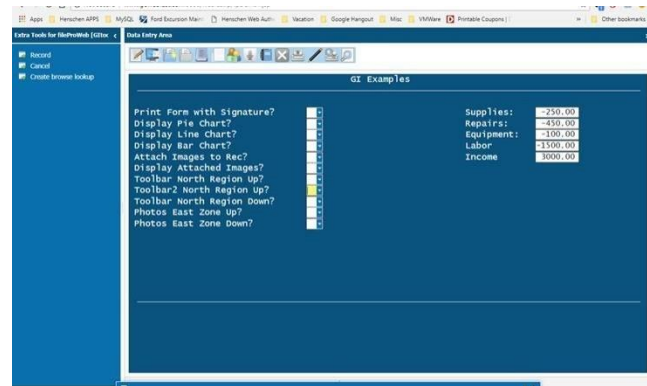 Apps Henschen APPS MySQL Ford Excursion Main Henschen Web Auth Vacation Google Hangout Misc VMWare Printable Coupons | » Other bookmarks
Extra Tools for fileProWeb [GItox
Data Entry Area
Record
Cancel
Create browse lookup
GI Examples
Print Form with Signature? Supplies: -250.00
Display Pie Chart? Repairs: -450.00
Display Line Chart? Equipment: -100.00
Display Bar Chart? Labor -1500.00
Attach Images to Rec? Income 3000.00
Display Attached Images?
Toolbar North Region Up?
Toolbar2 North Region Up?
Toolbar North Region Down?
Photos East Zone Up?
Photos East Zone Down?